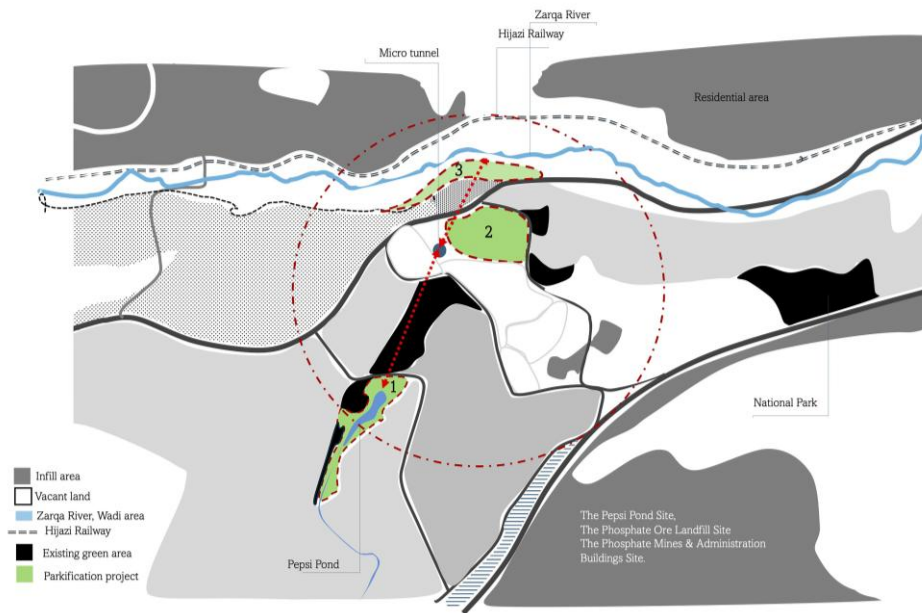 Zarqa River
Hijazi Railway
Micro tunnel
Residential area
3
2
1
National Park
Pepsi Pond
Infill area
Vacant land
Zarqa River, Wadi area
Hijazi Railway
Existing green area
Parkification project
The Pepsi Pond Site,
The Phosphate Ore Landfill Site
The Phosphate Mines & Administration
Buildings Site.